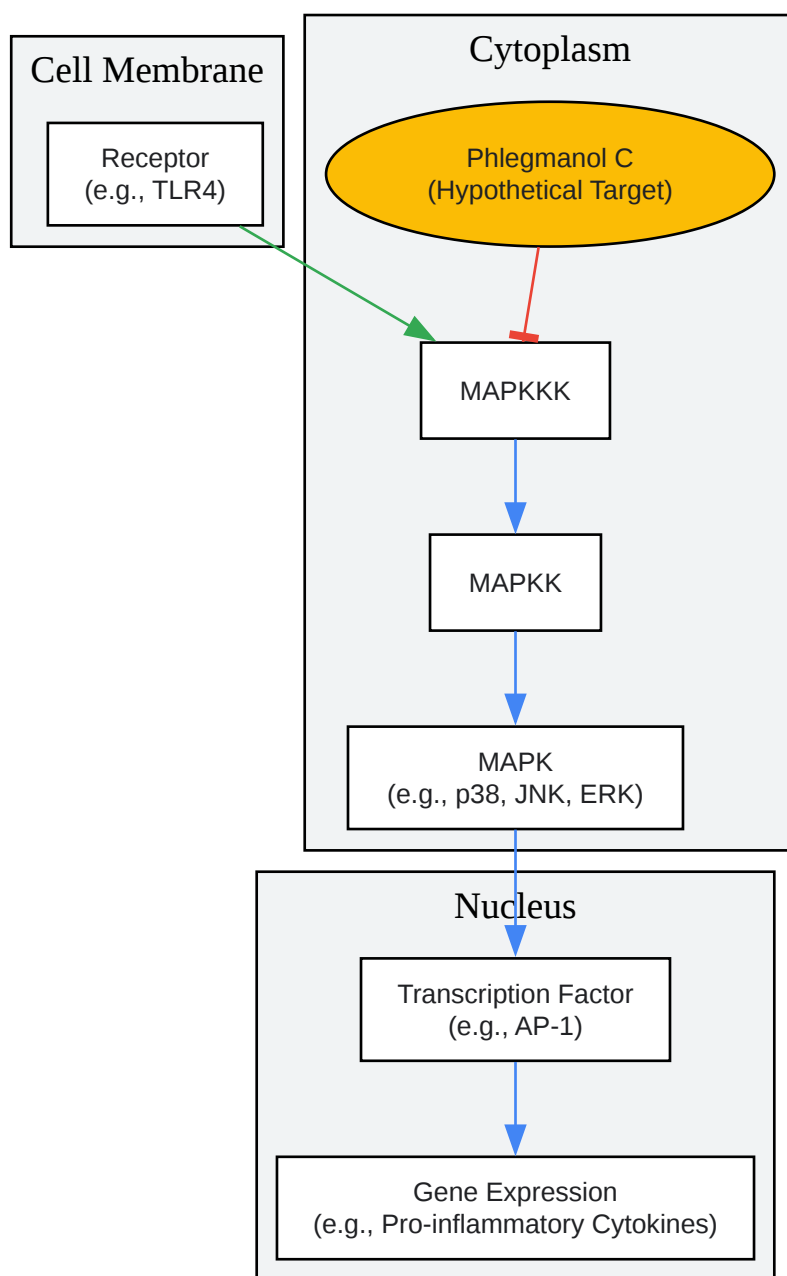 Cell Membrane
Receptor
(e.g., TLR4)
Cytoplasm
Phlegmanol C
(Hypothetical Target)
MAPKKK
MAPKK
MAPK
(e.g., p38, JNK, ERK)
Nucleus
Transcription Factor
(e.g., AP-1)
Gene Expression
(e.g., Pro-inflammatory Cytokines)